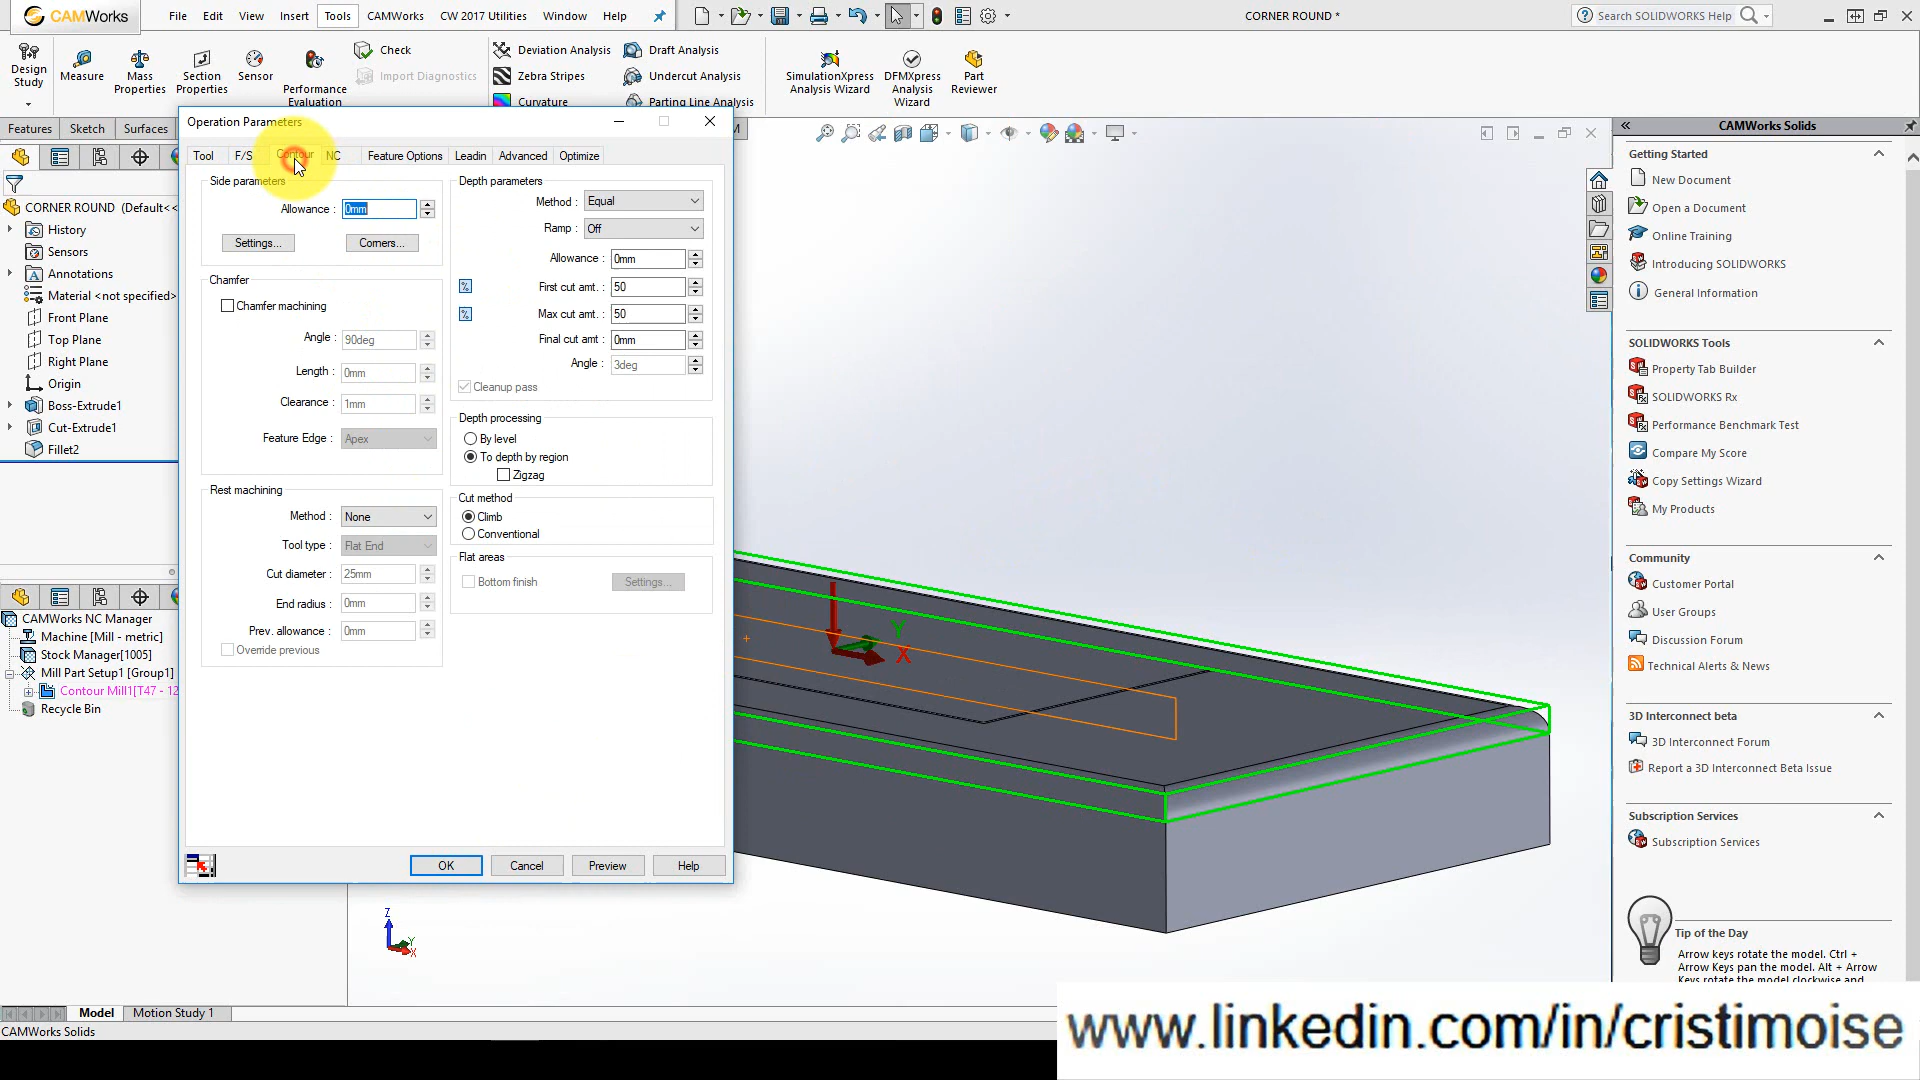 CAMWorks File Edit View Insert Tools CAMWorks CW 2017 Utilities Window Help CORNER ROUND * Search SOLIDWORKS Help
Design Study
Measure
Mass Properties
Section Properties
Sensor
Performance Evaluation
Check
Import Diagnostics
Deviation Analysis
Zebra Stripes
Curvature
Draft Analysis
Undercut Analysis
Parting Line Analysis
SimulationXpress Analysis Wizard
DFMXpress Analysis Wizard
Part Reviewer
Features Sketch Surfaces
CORNER ROUND (Default<<
History
Sensors
Annotations
Material <not specified>
Front Plane
Top Plane
Right Plane
Origin
Boss-Extrude1
Cut-Extrude1
Fillet2
CAMWorks NC Manager
Machine [Mill - metric]
Stock Manager[1005]
Mill Part Setup1 [Group1]
Contour Mill1[T47 - 12
Recycle Bin
Operation Parameters
Tool F/S Contour NC Feature Options Leadin Advanced Optimize
Side parameters
Allowance : 0mm
Settings... Corners...
Chamfer
Chamfer machining
Angle : 90deg
Length : 0mm
Clearance : 1mm
Feature Edge : Apex
Rest machining
Method : None
Tool type : Flat End
Cut diameter : 25mm
End radius : 0mm
Prev. allowance : 0mm
Override previous
Depth parameters
Method : Equal
Ramp : Off
Allowance : 0mm
% First cut amt. : 50
% Max cut amt. : 50
Final cut amt : 0mm
Angle : 3deg
Cleanup pass
Depth processing
By level
To depth by region
Zigzag
Cut method
Climb
Conventional
Flat areas
Bottom finish Settings...
OK Cancel Preview Help
Y
X
Z
Y
X
CAMWorks Solids
Getting Started
New Document
Open a Document
Online Training
Introducing SOLIDWORKS
General Information
SOLIDWORKS Tools
Property Tab Builder
SOLIDWORKS Rx
Performance Benchmark Test
Compare My Score
Copy Settings Wizard
My Products
Community
Customer Portal
User Groups
Discussion Forum
Technical Alerts & News
3D Interconnect beta
3D Interconnect Forum
Report a 3D Interconnect Beta Issue
Subscription Services
Subscription Services
Tip of the Day
Arrow keys rotate the model. Ctrl +
Arrow Keys pan the model. Alt + Arrow
Keys rotate the model clockwise and
Model Motion Study 1
CAMWorks Solids
www.linkedin.com/in/cristimoise